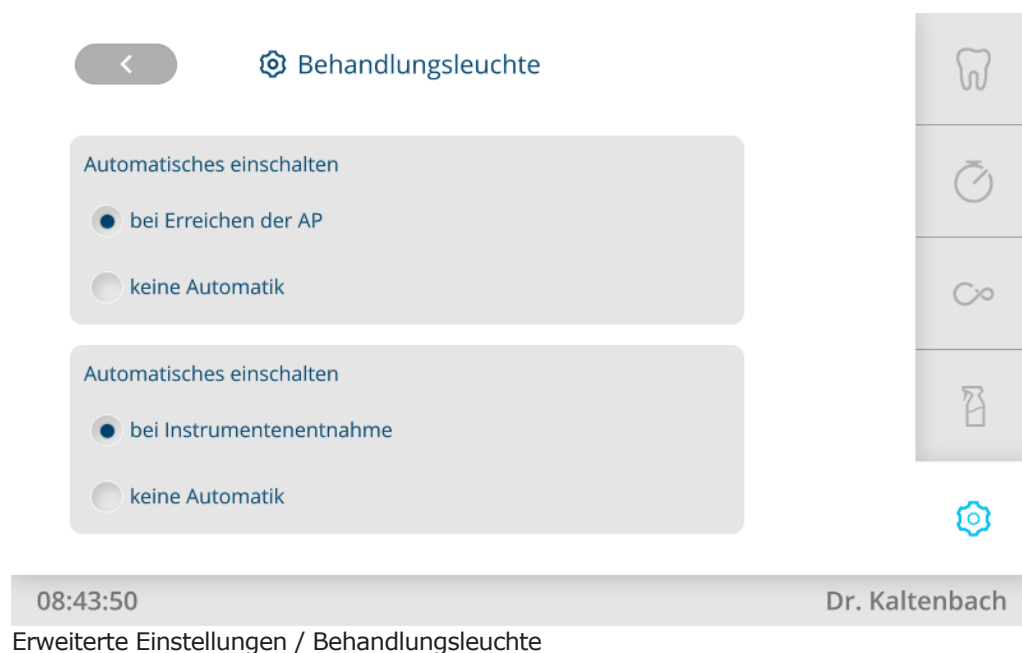 Behandlungsleuchte
Automatisches einschalten
bei Erreichen der AP
keine Automatik
Automatisches einschalten
bei Instrumentenentnahme
keine Automatik
08:43:50
Dr. Kaltenbach
Erweiterte Einstellungen / Behandlungsleuchte